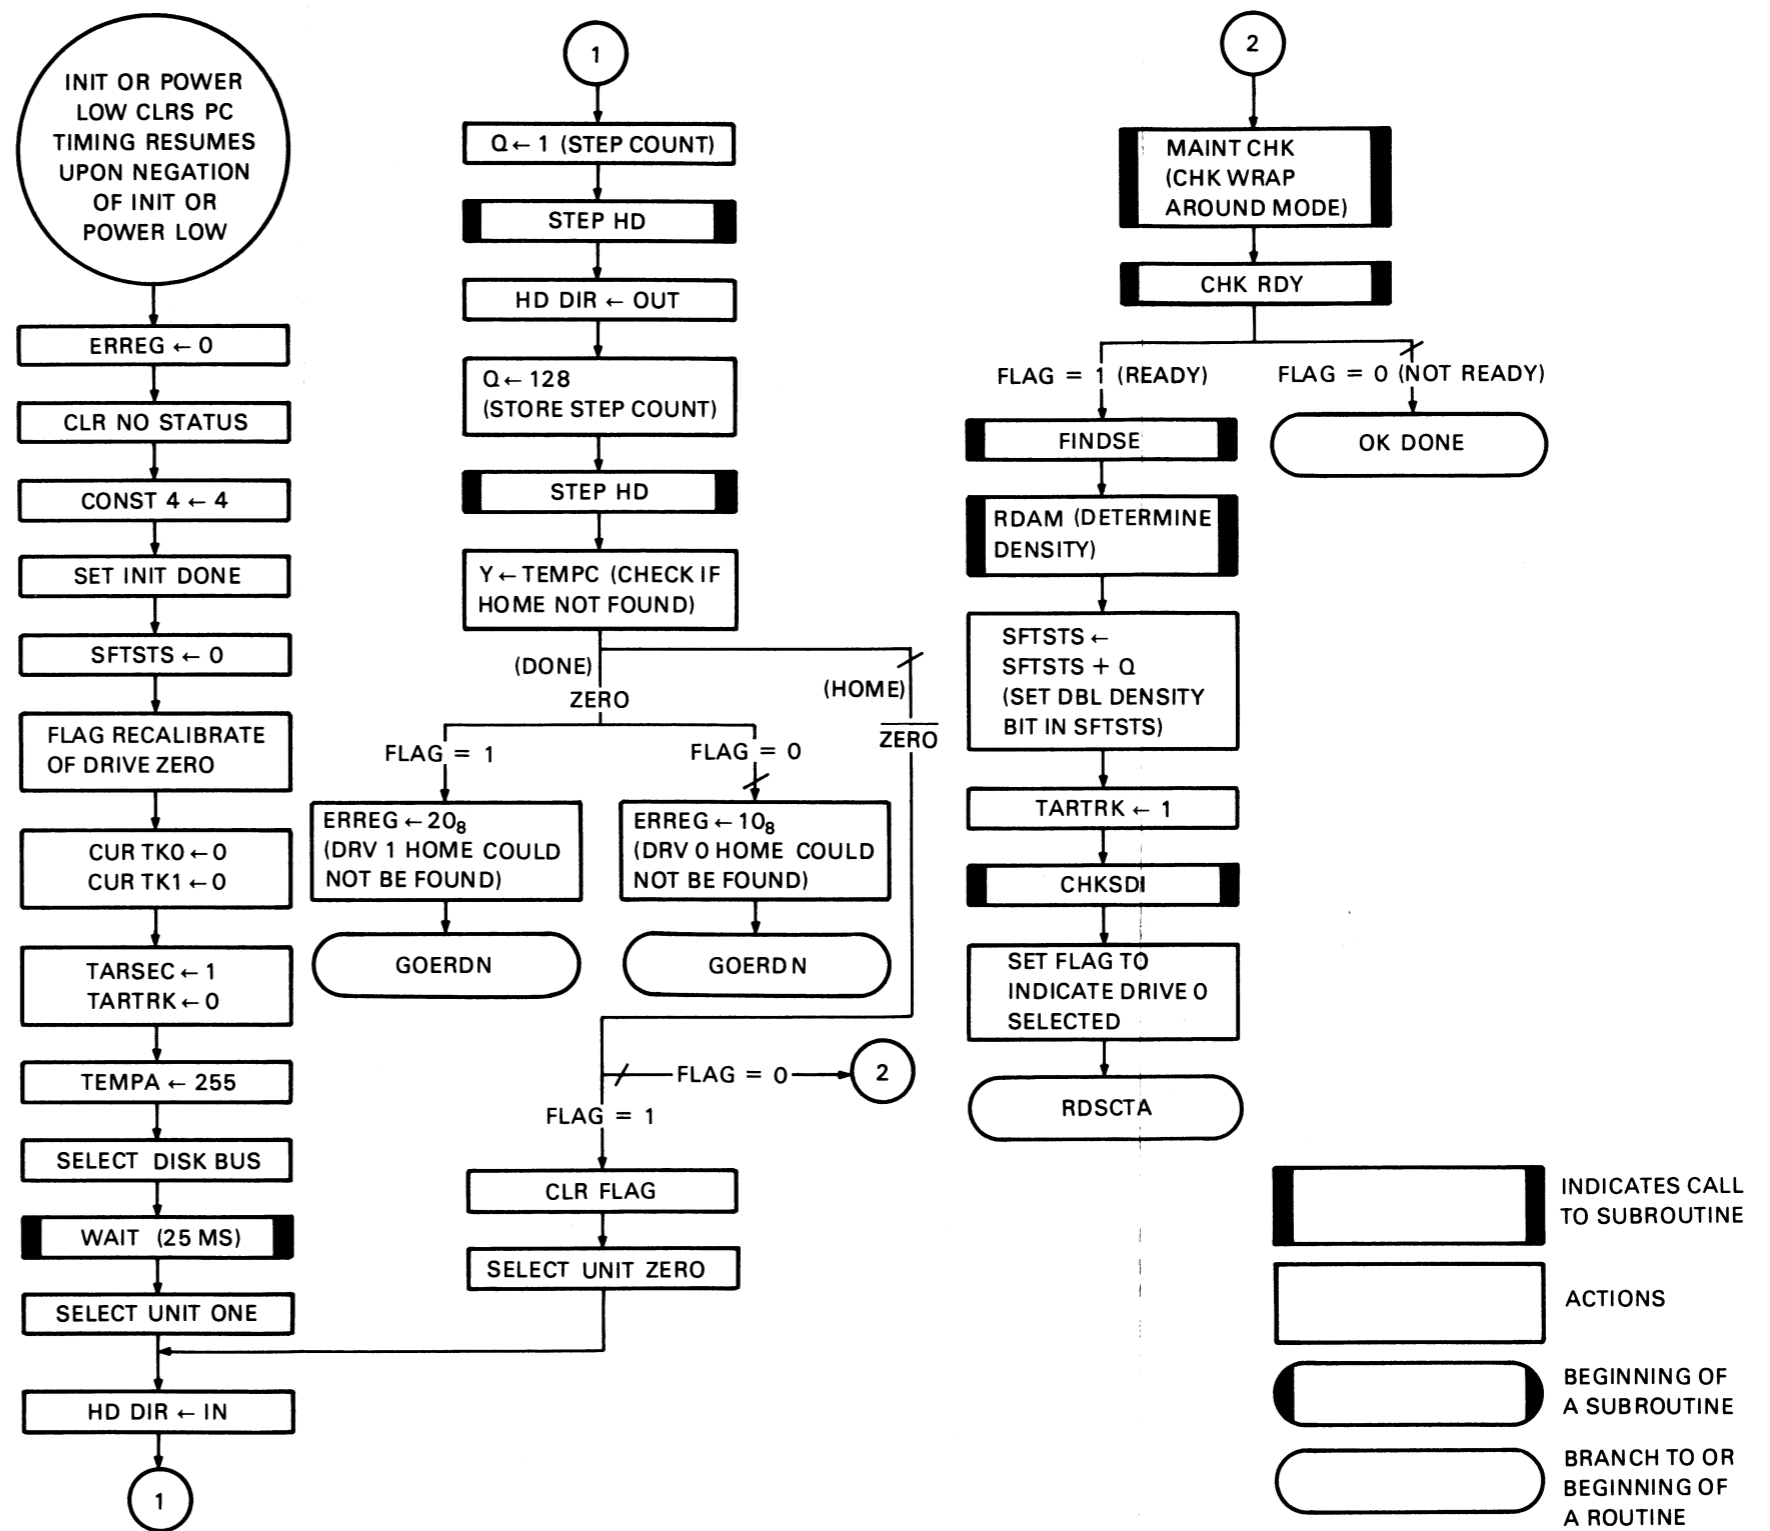 INIT OR POWER
LOW CLRS PC
TIMING RESUMES
UPON NEGATION
OF INIT OR
POWER LOW
ERREG ← 0
CLR NO STATUS
CONST 4 ← 4
SET INIT DONE
SFTSTS ← 0
FLAG RECALIBRATE
OF DRIVE ZERO
CUR TK0 ← 0
CUR TK1 ← 0
TARSEC ← 1
TARTRK ← 0
TEMPA ← 255
SELECT DISK BUS
WAIT (25 MS)
SELECT UNIT ONE
HD DIR ← IN
1
1
Q ← 1 (STEP COUNT)
STEP HD
HD DIR ← OUT
Q ← 128
(STORE STEP COUNT)
STEP HD
Y ← TEMPC (CHECK IF
HOME NOT FOUND)
(DONE)
ZERO
(HOME)
Z̅E̅R̅O̅
FLAG = 1
FLAG = 0
ERREG ← 20₈
(DRV 1 HOME COULD
NOT BE FOUND)
ERREG ← 10₈
(DRV 0 HOME COULD
NOT BE FOUND)
GOERDN
GOERDN
FLAG = 0
2
FLAG = 1
CLR FLAG
SELECT UNIT ZERO
2
MAINT CHK
(CHK WRAP
AROUND MODE)
CHK RDY
FLAG = 1 (READY)
FLAG = 0 (NOT READY)
FINDSE
OK DONE
RDAM (DETERMINE
DENSITY)
SFTSTS ←
SFTSTS + Q
(SET DBL DENSITY
BIT IN SFTSTS)
TARTRK ← 1
CHKSDI
SET FLAG TO
INDICATE DRIVE 0
SELECTED
RDSCTA
INDICATES CALL
TO SUBROUTINE
ACTIONS
BEGINNING OF
A SUBROUTINE
BRANCH TO OR
BEGINNING OF
A ROUTINE